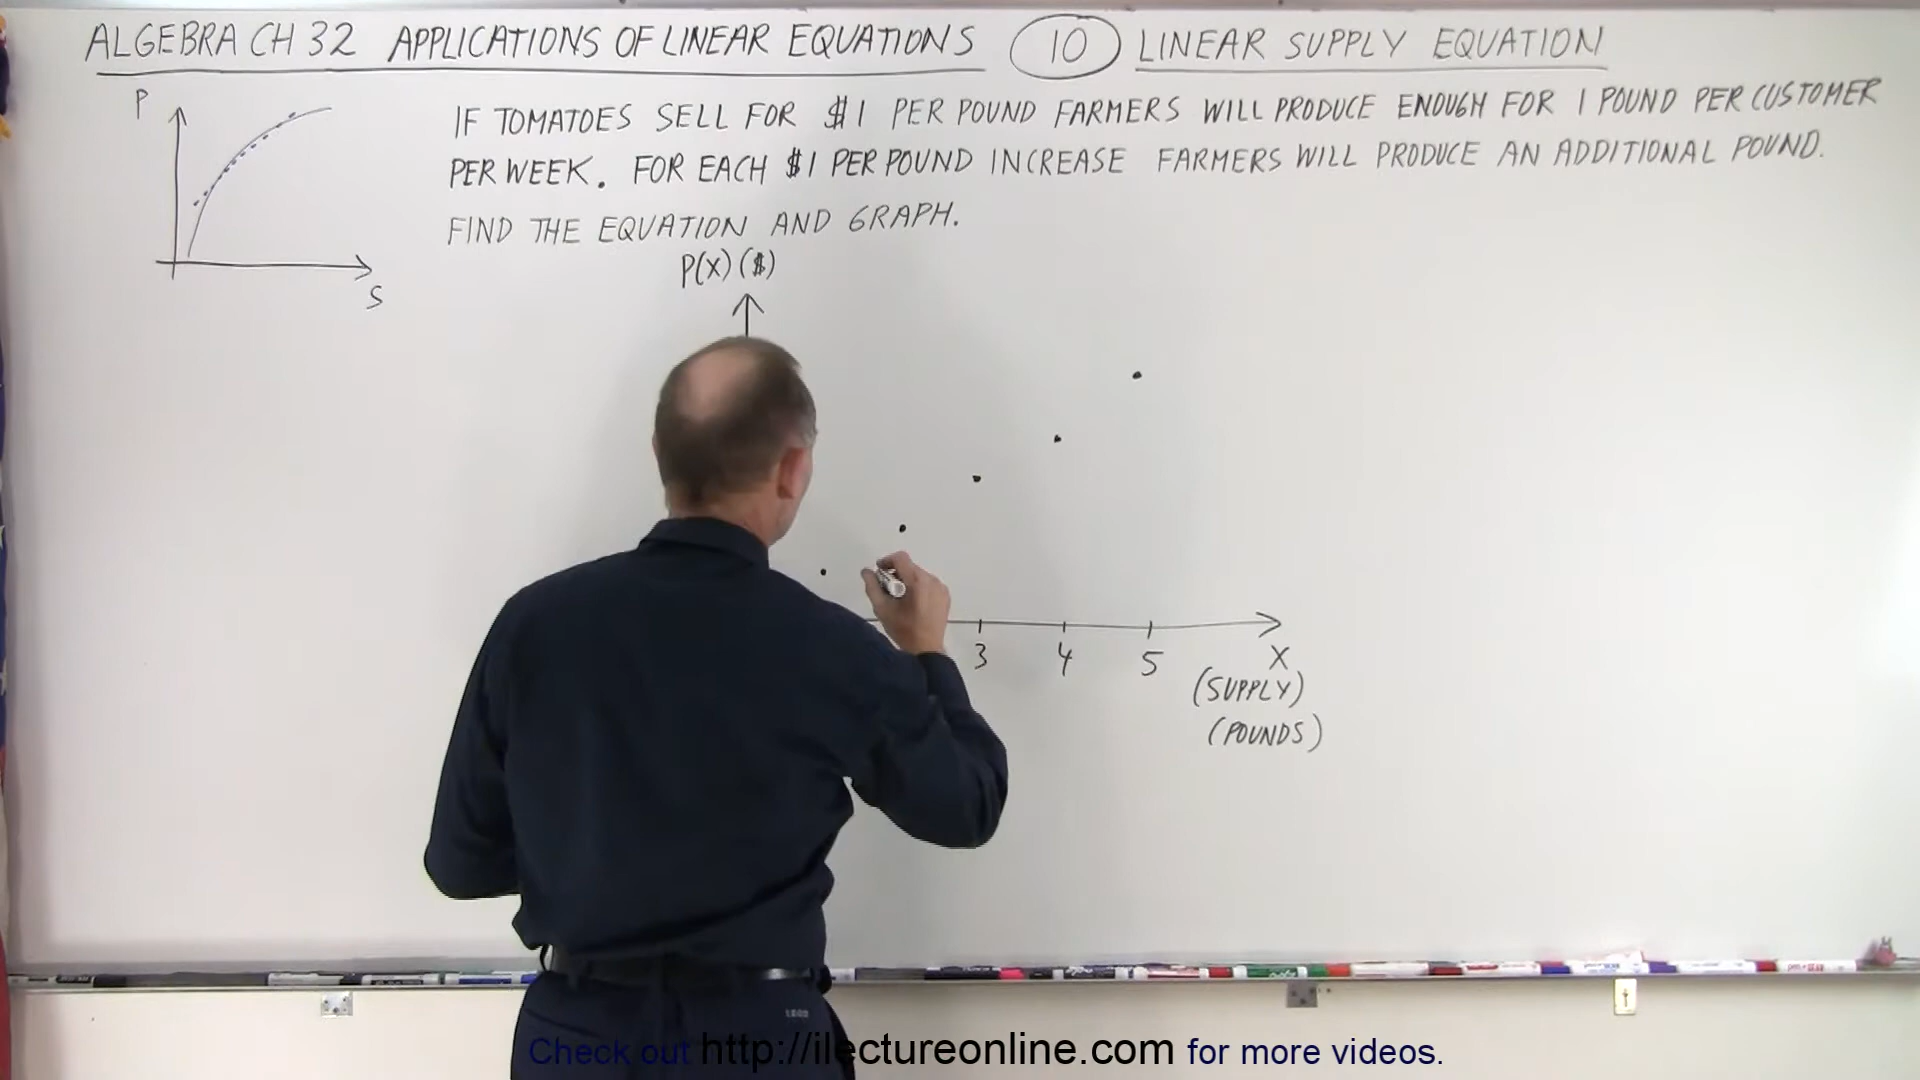 ALGEBRA CH 32 APPLICATIONS OF LINEAR EQUATIONS 10 LINEAR SUPPLY EQUATION
P
IF TOMATOES SELL FOR $1 PER POUND FARMERS WILL PRODUCE ENOUGH FOR 1 POUND PER CUSTOMER
PER WEEK. FOR EACH $1 PER POUND INCREASE FARMERS WILL PRODUCE AN ADDITIONAL POUND.
FIND THE EQUATION AND GRAPH.
S
P(X) ($)
3 4 5 X
(SUPPLY)
(POUNDS)
Check out http://ilectureonline.com for more videos.